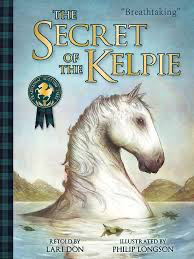 "Breathtaking"
THE
SECRET
OF THE
KELPIE
RETOLD BY
LARI DON
ILLUSTRATED BY
PHILIP LONGSON